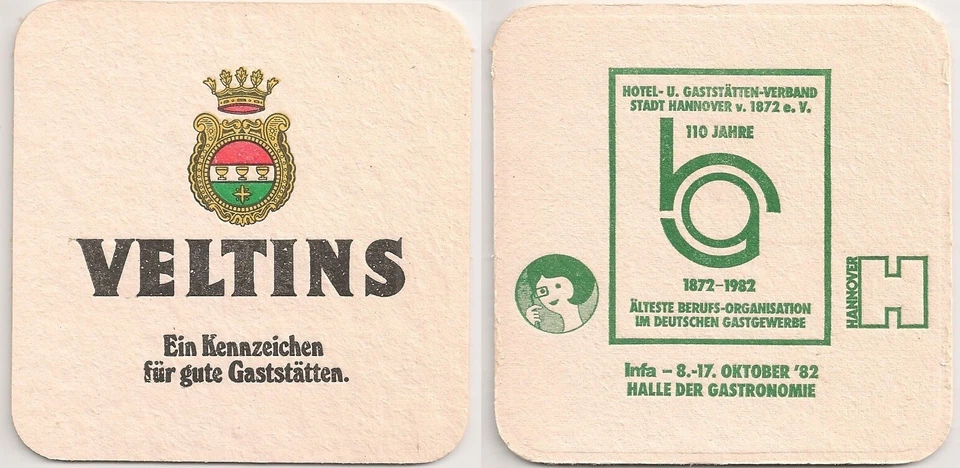 VELTINS
Ein Kennzeichen
für gute Gaststätten.
HOTEL- U. GASTSTÄTTEN-VERBAND
STADT HANNOVER v. 1872 e. V.
110 JAHRE
1872-1982
ÄLTESTE BERUFS-ORGANISATION
IM DEUTSCHEN GASTGEWERBE
HANNOVER
Infa – 8.-17. OKTOBER '82
HALLE DER GASTRONOMIE